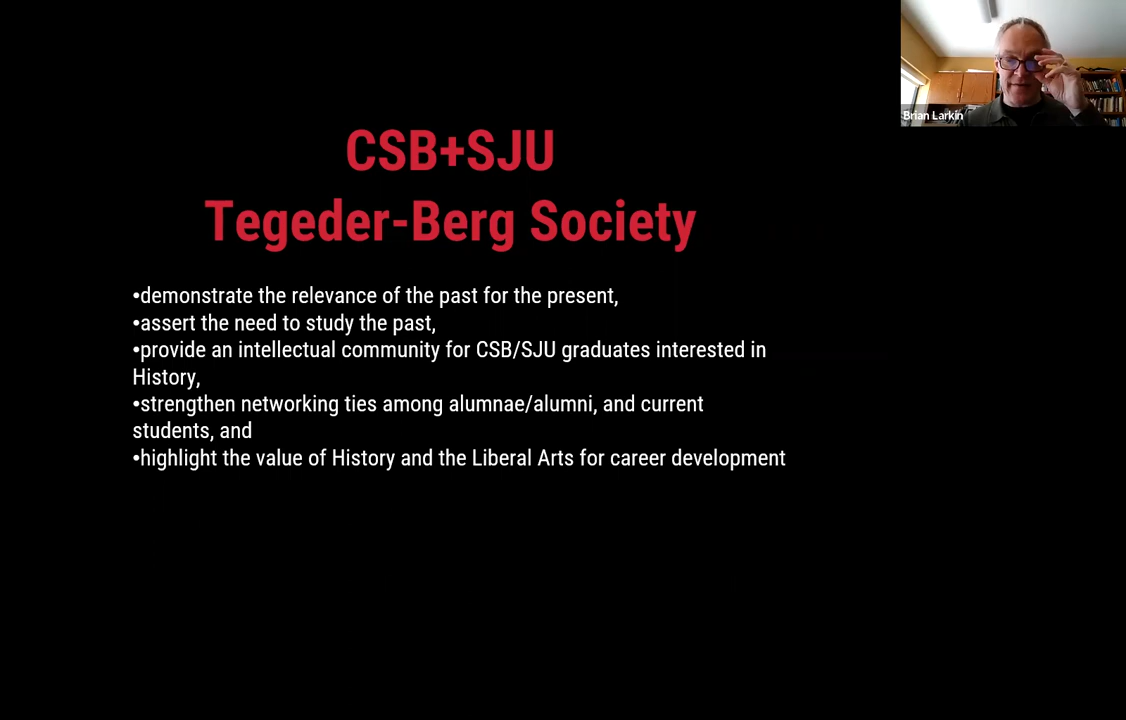 CSB+SJU
Tegeder-Berg Society
•demonstrate the relevance of the past for the present,
•assert the need to study the past,
•provide an intellectual community for CSB/SJU graduates interested in
History,
•strengthen networking ties among alumnae/alumni, and current
students, and
•highlight the value of History and the Liberal Arts for career development
Brian Larkin